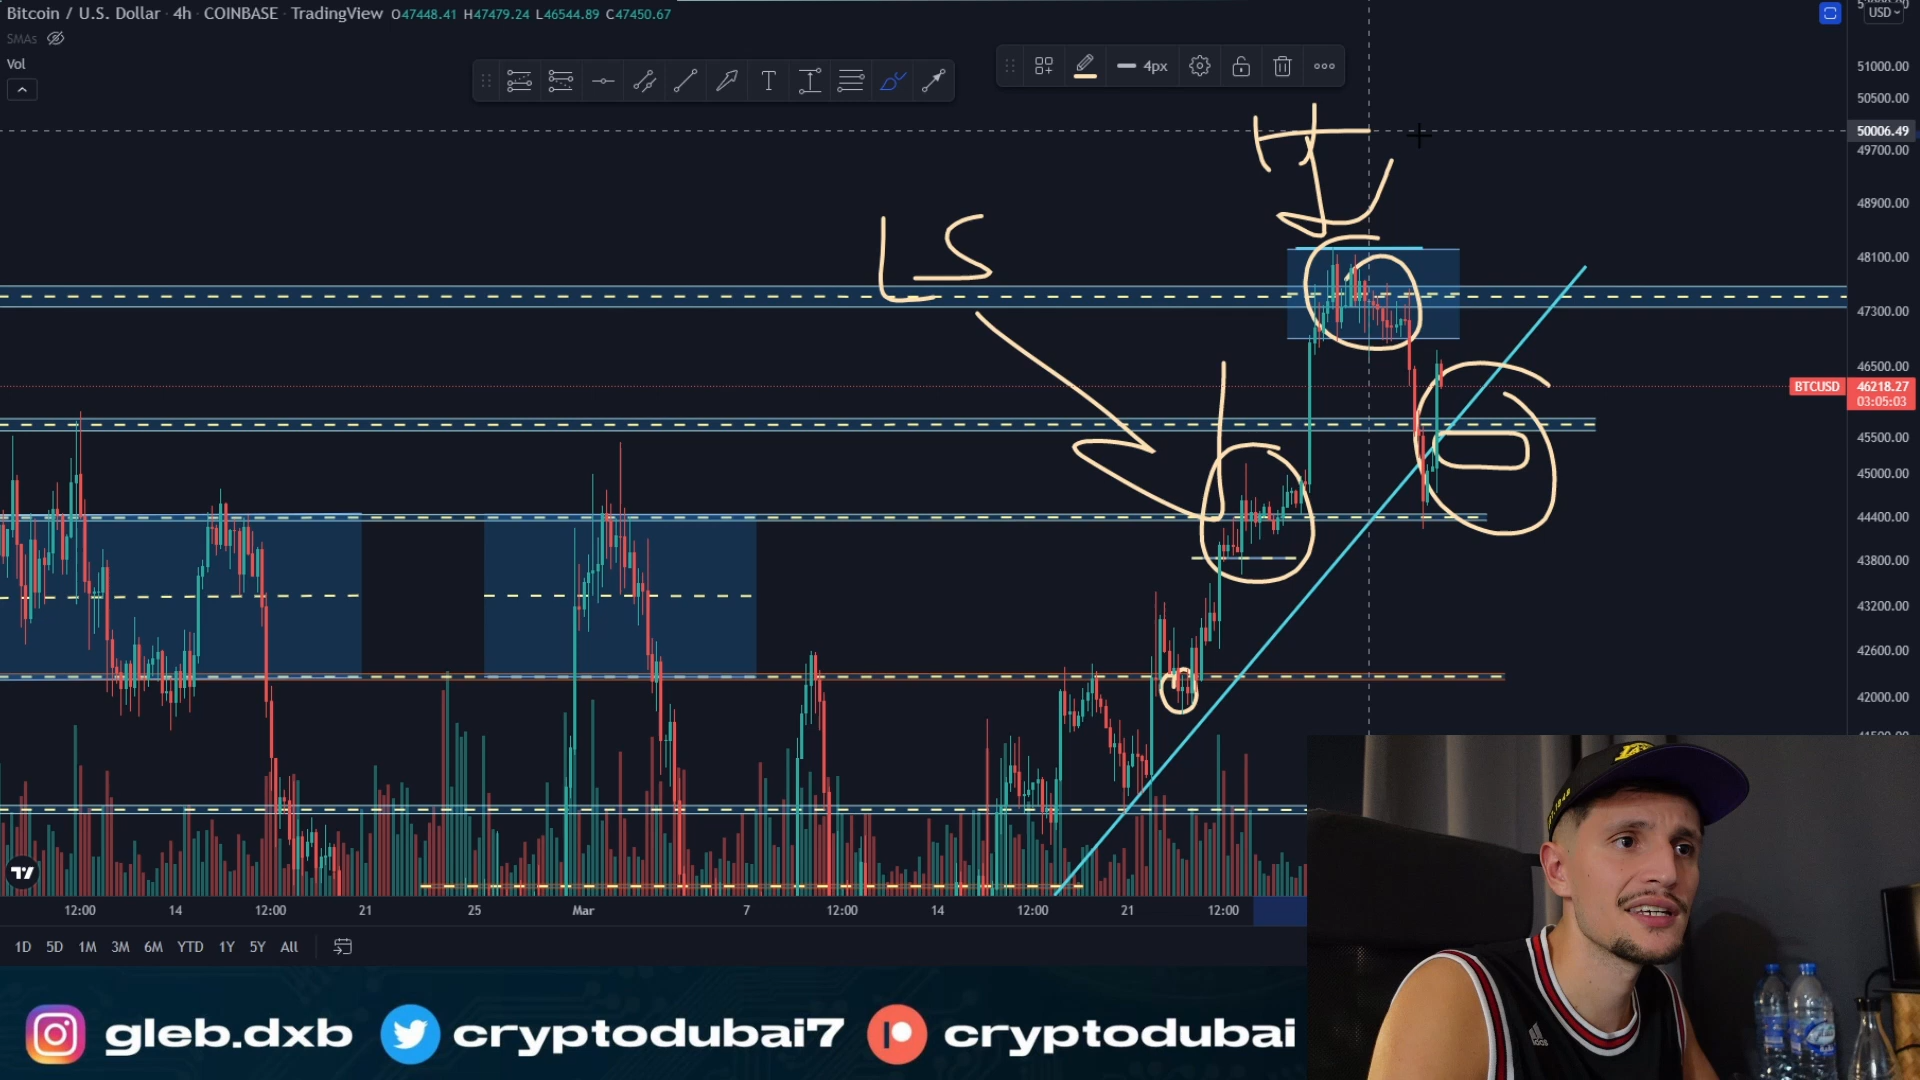 Bitcoin / U.S. Dollar · 4h · COINBASE · TradingView O47448.41 H47479.24 L46544.89 C47450.67
USD
SMAs
Vol
4px
51000.00
50500.00
50006.49
49700.00
48900.00
48100.00
47300.00
46500.00
BTCUSD 46218.27
03:05:03
45500.00
45000.00
44400.00
43800.00
43200.00
42600.00
42000.00
LS
H
12:00 14 12:00 21 25 Mar 7 12:00 14 12:00 21 12:00
1D 5D 1M 3M 6M YTD 1Y 5Y All
gleb.dxb cryptodubai7 cryptodubai
adidas